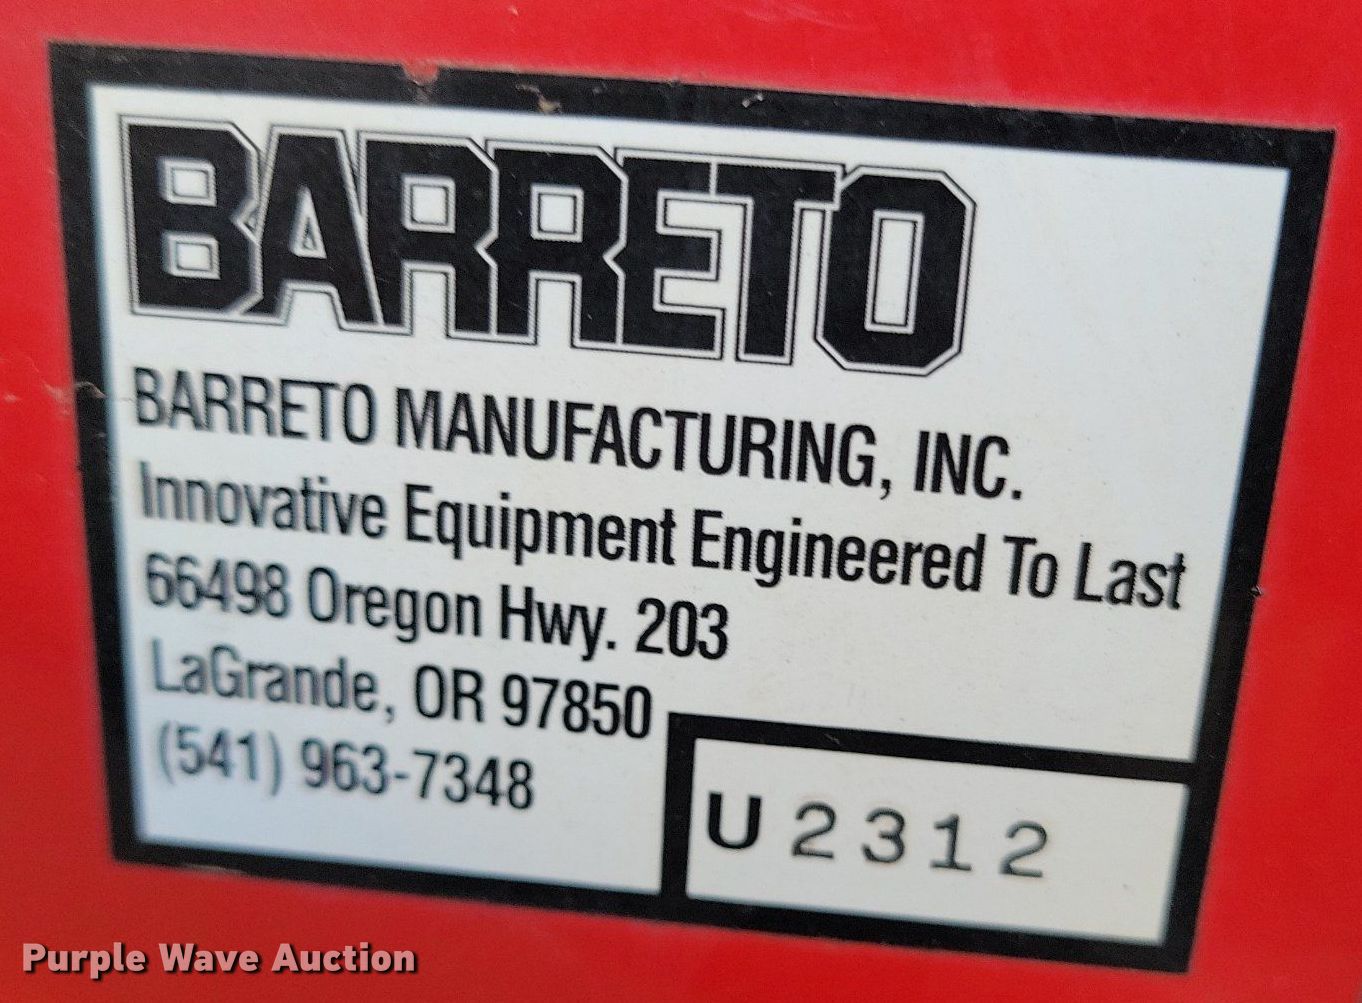 BARRETO
BARRETO MANUFACTURING, INC.
Innovative Equipment Engineered To Last
66498 Oregon Hwy. 203
LaGrande, OR 97850
(541) 963-7348
U 2312
Purple Wave Auction